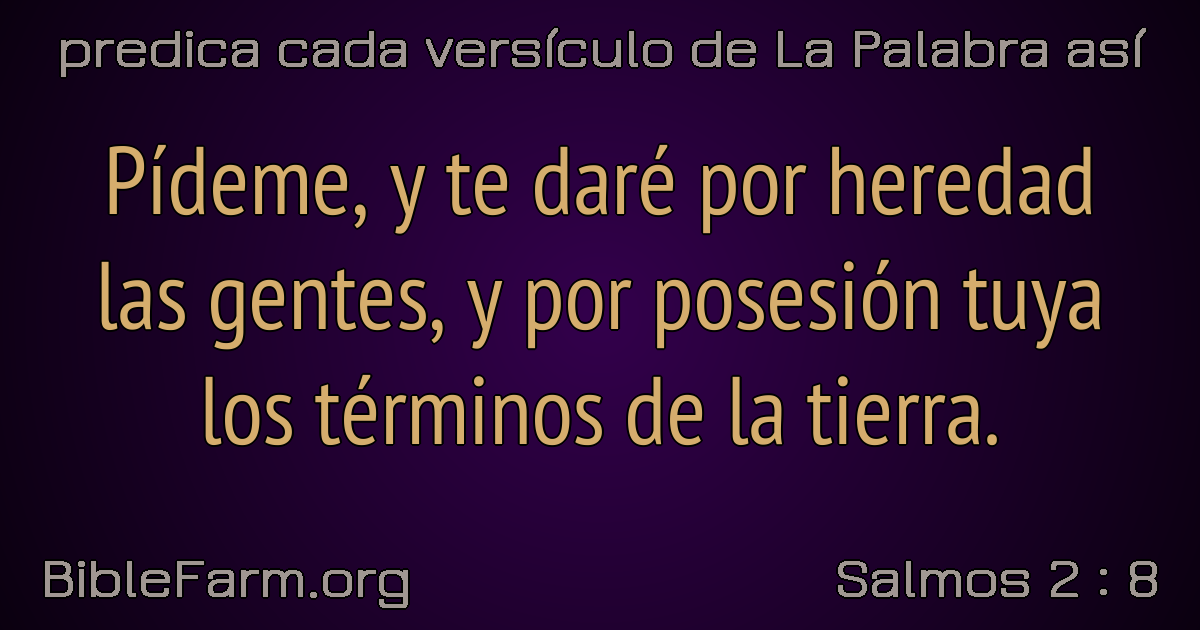 predica cada versículo de La Palabra así
Pídeme, y te daré por heredad
las gentes, y por posesión tuya
los términos de la tierra.
BibleFarm.org
Salmos 2 : 8